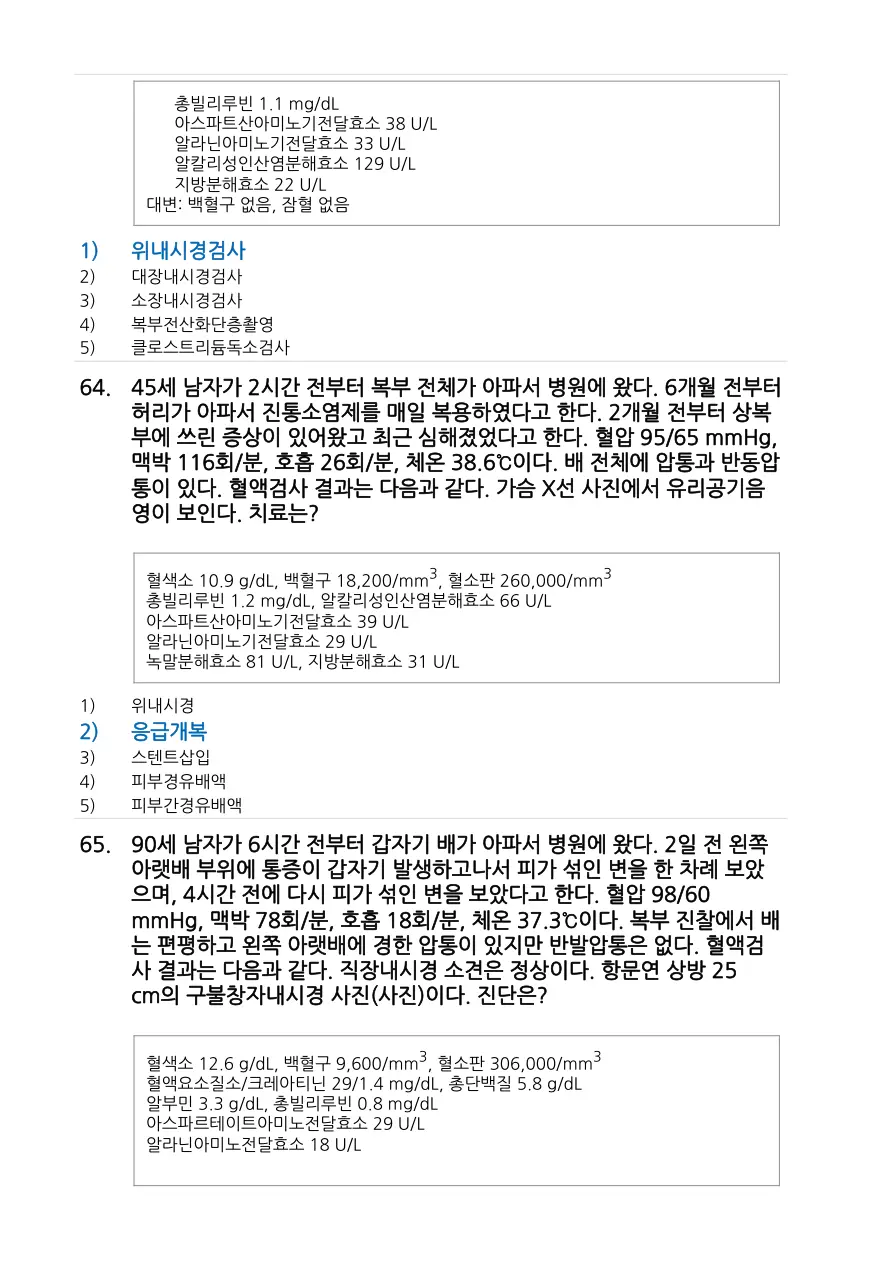 총빌리루빈 1.1 mg/dL
아스파트산아미노기전달효소 38 U/L
알라닌아미노기전달효소 33 U/L
알칼리성인산염분해효소 129 U/L
지방분해효소 22 U/L
대변: 백혈구 없음, 잠혈 없음
1) 위내시경검사
2) 대장내시경검사
3) 소장내시경검사
4) 복부전산화단층촬영
5) 클로스트리듐독소검사
64. 45세 남자가 2시간 전부터 복부 전체가 아파서 병원에 왔다. 6개월 전부터
허리가 아파서 진통소염제를 매일 복용하였다고 한다. 2개월 전부터 상복
부에 쓰린 증상이 있어왔고 최근 심해졌었다고 한다. 혈압 95/65 mmHg,
맥박 116회/분, 호흡 26회/분, 체온 38.6℃이다. 배 전체에 압통과 반동압
통이 있다. 혈액검사 결과는 다음과 같다. 가슴 X선 사진에서 유리공기음
영이 보인다. 치료는?
혈색소 10.9 g/dL, 백혈구 18,200/mm³, 혈소판 260,000/mm³
총빌리루빈 1.2 mg/dL, 알칼리성인산염분해효소 66 U/L
아스파트산아미노기전달효소 39 U/L
알라닌아미노기전달효소 29 U/L
녹말분해효소 81 U/L, 지방분해효소 31 U/L
1) 위내시경
2) 응급개복
3) 스텐트삽입
4) 피부경유배액
5) 피부간경유배액
65. 90세 남자가 6시간 전부터 갑자기 배가 아파서 병원에 왔다. 2일 전 왼쪽
아랫배 부위에 통증이 갑자기 발생하고나서 피가 섞인 변을 한 차례 보았
으며, 4시간 전에 다시 피가 섞인 변을 보았다고 한다. 혈압 98/60
mmHg, 맥박 78회/분, 호흡 18회/분, 체온 37.3℃이다. 복부 진찰에서 배
는 편평하고 왼쪽 아랫배에 경한 압통이 있지만 반발압통은 없다. 혈액검
사 결과는 다음과 같다. 직장내시경 소견은 정상이다. 항문연 상방 25
cm의 구불창자내시경 사진(사진)이다. 진단은?
혈색소 12.6 g/dL, 백혈구 9,600/mm³, 혈소판 306,000/mm³
혈액요소질소/크레아티닌 29/1.4 mg/dL, 총단백질 5.8 g/dL
알부민 3.3 g/dL, 총빌리루빈 0.8 mg/dL
아스파르테이트아미노전달효소 29 U/L
알라닌아미노전달효소 18 U/L